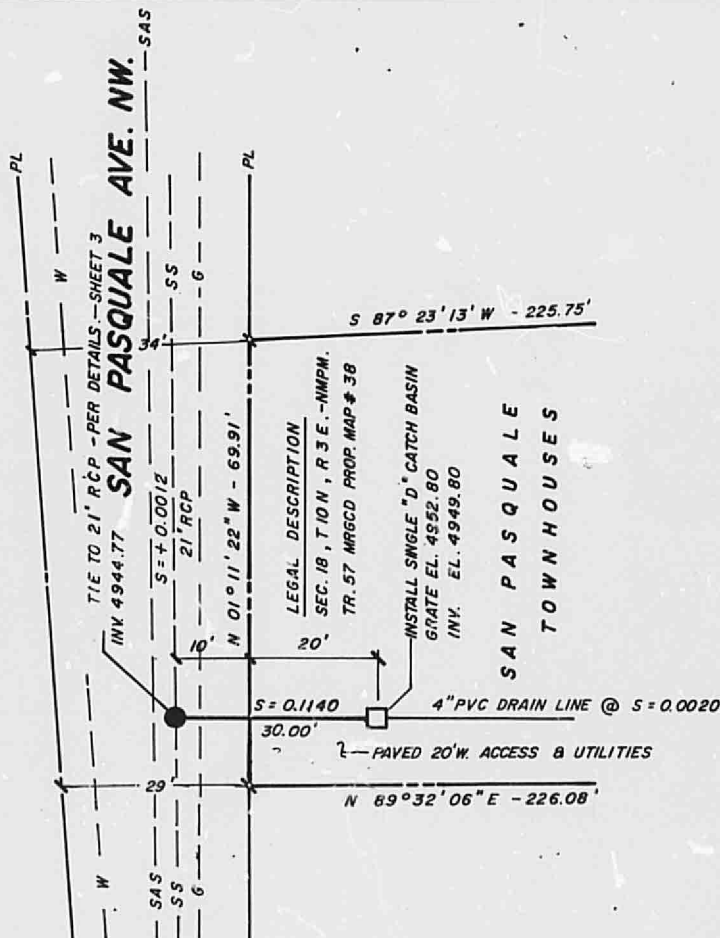 SAN PASQUALE AVE. NW.
TIE TO 21' RCP - PER DETAILS. - SHEET 3
INV. 4944.77
PL
W
SAS
SS
G
PL
34'
S = + 0.0012
21' RCP
N 01° 11' 22" W - 69.91'
S 87° 23' 13' W - 225.75'
LEGAL DESCRIPTION
SEC. 18, T 10 N, R 3 E. - NMPM.
TR. 57 MRGCD PROP. MAP # 38
INSTALL SINGLE "D" CATCH BASIN
GRATE EL. 4952.80
INV. EL. 4949.80
SAN PASQUALE
TOWNHOUSES
10'
20'
S = 0.1140
30.00'
4" PVC DRAIN LINE @ S = 0.0020
PAVED 20' W. ACCESS & UTILITIES
29'
N 89° 32' 06" E - 226.08'
W
SAS
SS
G